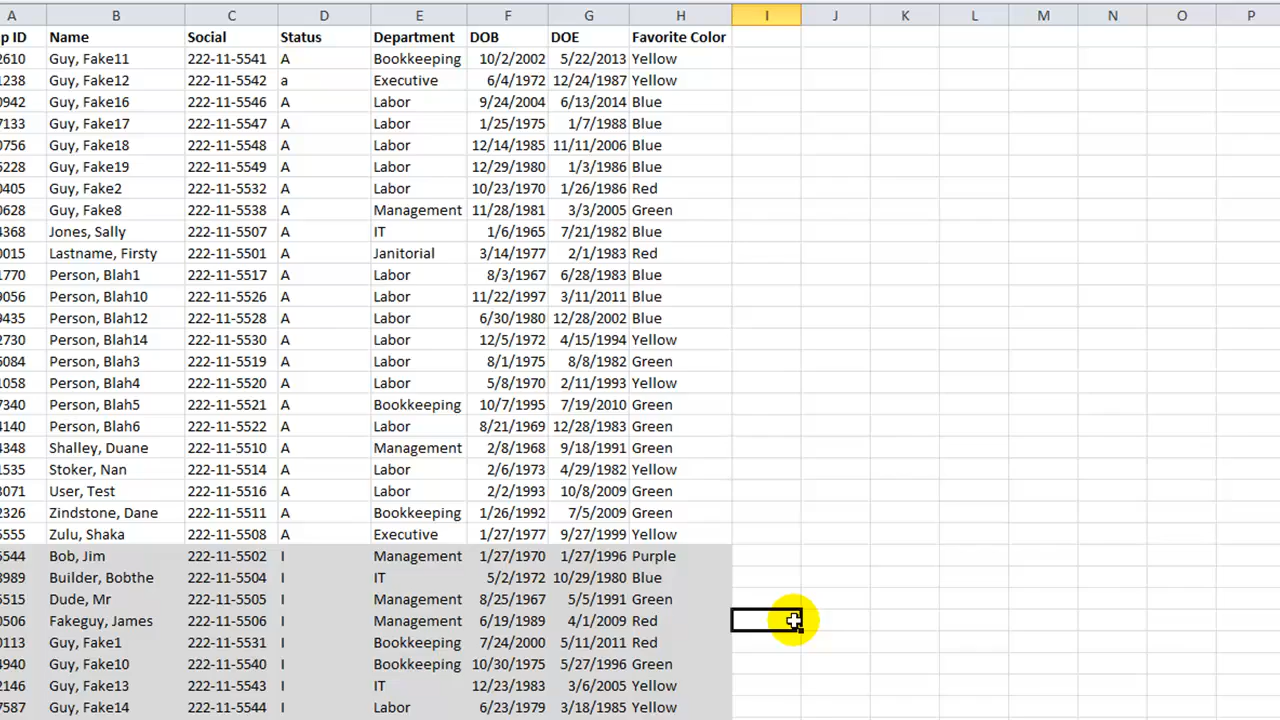 A B C D E F G H I J K L M N O P
p ID Name Social Status Department DOB DOE Favorite Color
2610 Guy, Fake11 222-11-5541 A Bookkeeping 10/2/2002 5/22/2013 Yellow
1238 Guy, Fake12 222-11-5542 a Executive 6/4/1972 12/24/1987 Yellow
0942 Guy, Fake16 222-11-5546 A Labor 9/24/2004 6/13/2014 Blue
7133 Guy, Fake17 222-11-5547 A Labor 1/25/1975 1/7/1988 Blue
0756 Guy, Fake18 222-11-5548 A Labor 12/14/1985 11/11/2006 Blue
5228 Guy, Fake19 222-11-5549 A Labor 12/29/1980 1/3/1986 Blue
0405 Guy, Fake2 222-11-5532 A Labor 10/23/1970 1/26/1986 Red
0628 Guy, Fake8 222-11-5538 A Management 11/28/1981 3/3/2005 Green
4368 Jones, Sally 222-11-5507 A IT 1/6/1965 7/21/1982 Blue
0015 Lastname, Firsty 222-11-5501 A Janitorial 3/14/1977 2/1/1983 Red
1770 Person, Blah1 222-11-5517 A Labor 8/3/1967 6/28/1983 Blue
9056 Person, Blah10 222-11-5526 A Labor 11/22/1997 3/11/2011 Blue
9435 Person, Blah12 222-11-5528 A Labor 6/30/1980 12/28/2002 Blue
2730 Person, Blah14 222-11-5530 A Labor 12/5/1972 4/15/1994 Yellow
5084 Person, Blah3 222-11-5519 A Labor 8/1/1975 8/8/1982 Green
1058 Person, Blah4 222-11-5520 A Labor 5/8/1970 2/11/1993 Yellow
7340 Person, Blah5 222-11-5521 A Bookkeeping 10/7/1995 7/19/2010 Green
4140 Person, Blah6 222-11-5522 A Labor 8/21/1969 12/28/1983 Green
4348 Shalley, Duane 222-11-5510 A Management 2/8/1968 9/18/1991 Green
1535 Stoker, Nan 222-11-5514 A Labor 2/6/1973 4/29/1982 Yellow
3071 User, Test 222-11-5516 A Labor 2/2/1993 10/8/2009 Green
2326 Zindstone, Dane 222-11-5511 A Bookkeeping 1/26/1992 7/5/2009 Green
5555 Zulu, Shaka 222-11-5508 A Executive 1/27/1977 9/27/1999 Yellow
5544 Bob, Jim 222-11-5502 I Management 1/27/1970 1/27/1996 Purple
3989 Builder, Bobthe 222-11-5504 I IT 5/2/1972 10/29/1980 Blue
5515 Dude, Mr 222-11-5505 I Management 8/25/1967 5/5/1991 Green
0506 Fakeguy, James 222-11-5506 I Management 6/19/1989 4/1/2009 Red
0113 Guy, Fake1 222-11-5531 I Bookkeeping 7/24/2000 5/11/2011 Red
4940 Guy, Fake10 222-11-5540 I Bookkeeping 10/30/1975 5/27/1996 Green
2146 Guy, Fake13 222-11-5543 I IT 12/23/1983 3/6/2005 Yellow
7587 Guy, Fake14 222-11-5544 I Labor 6/23/1979 3/18/1985 Yellow